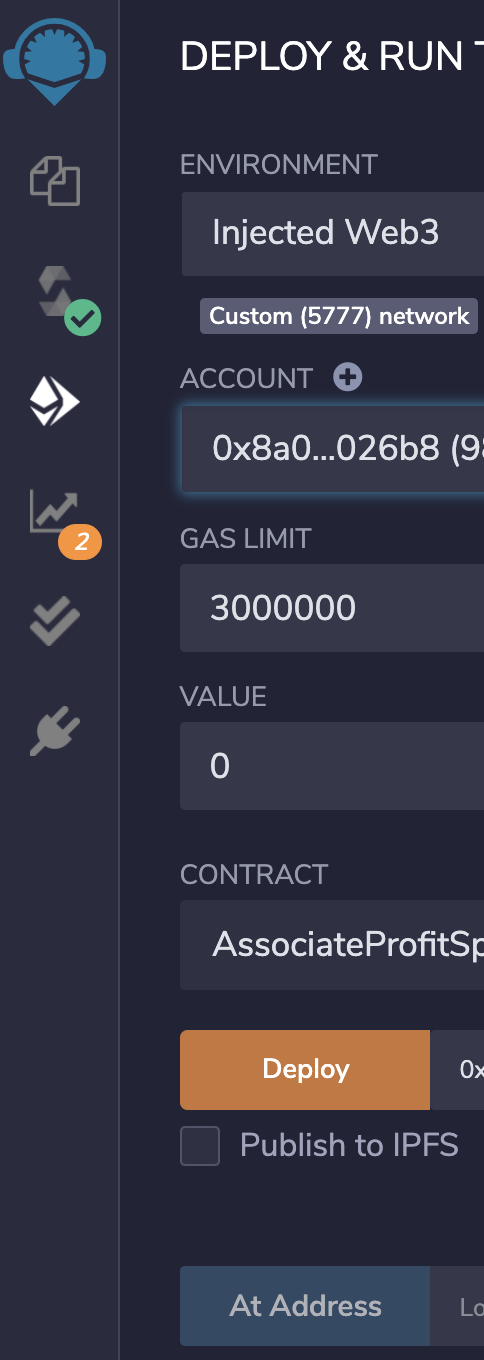 DEPLOY & RUN
ENVIRONMENT
Injected Web3
Custom (5777) network
ACCOUNT
0x8a0...026b8 (98
GAS LIMIT
3000000
2
VALUE
0
CONTRACT
AssociateProfitSp
Deploy
0x
Publish to IPFS
At Address
Lo